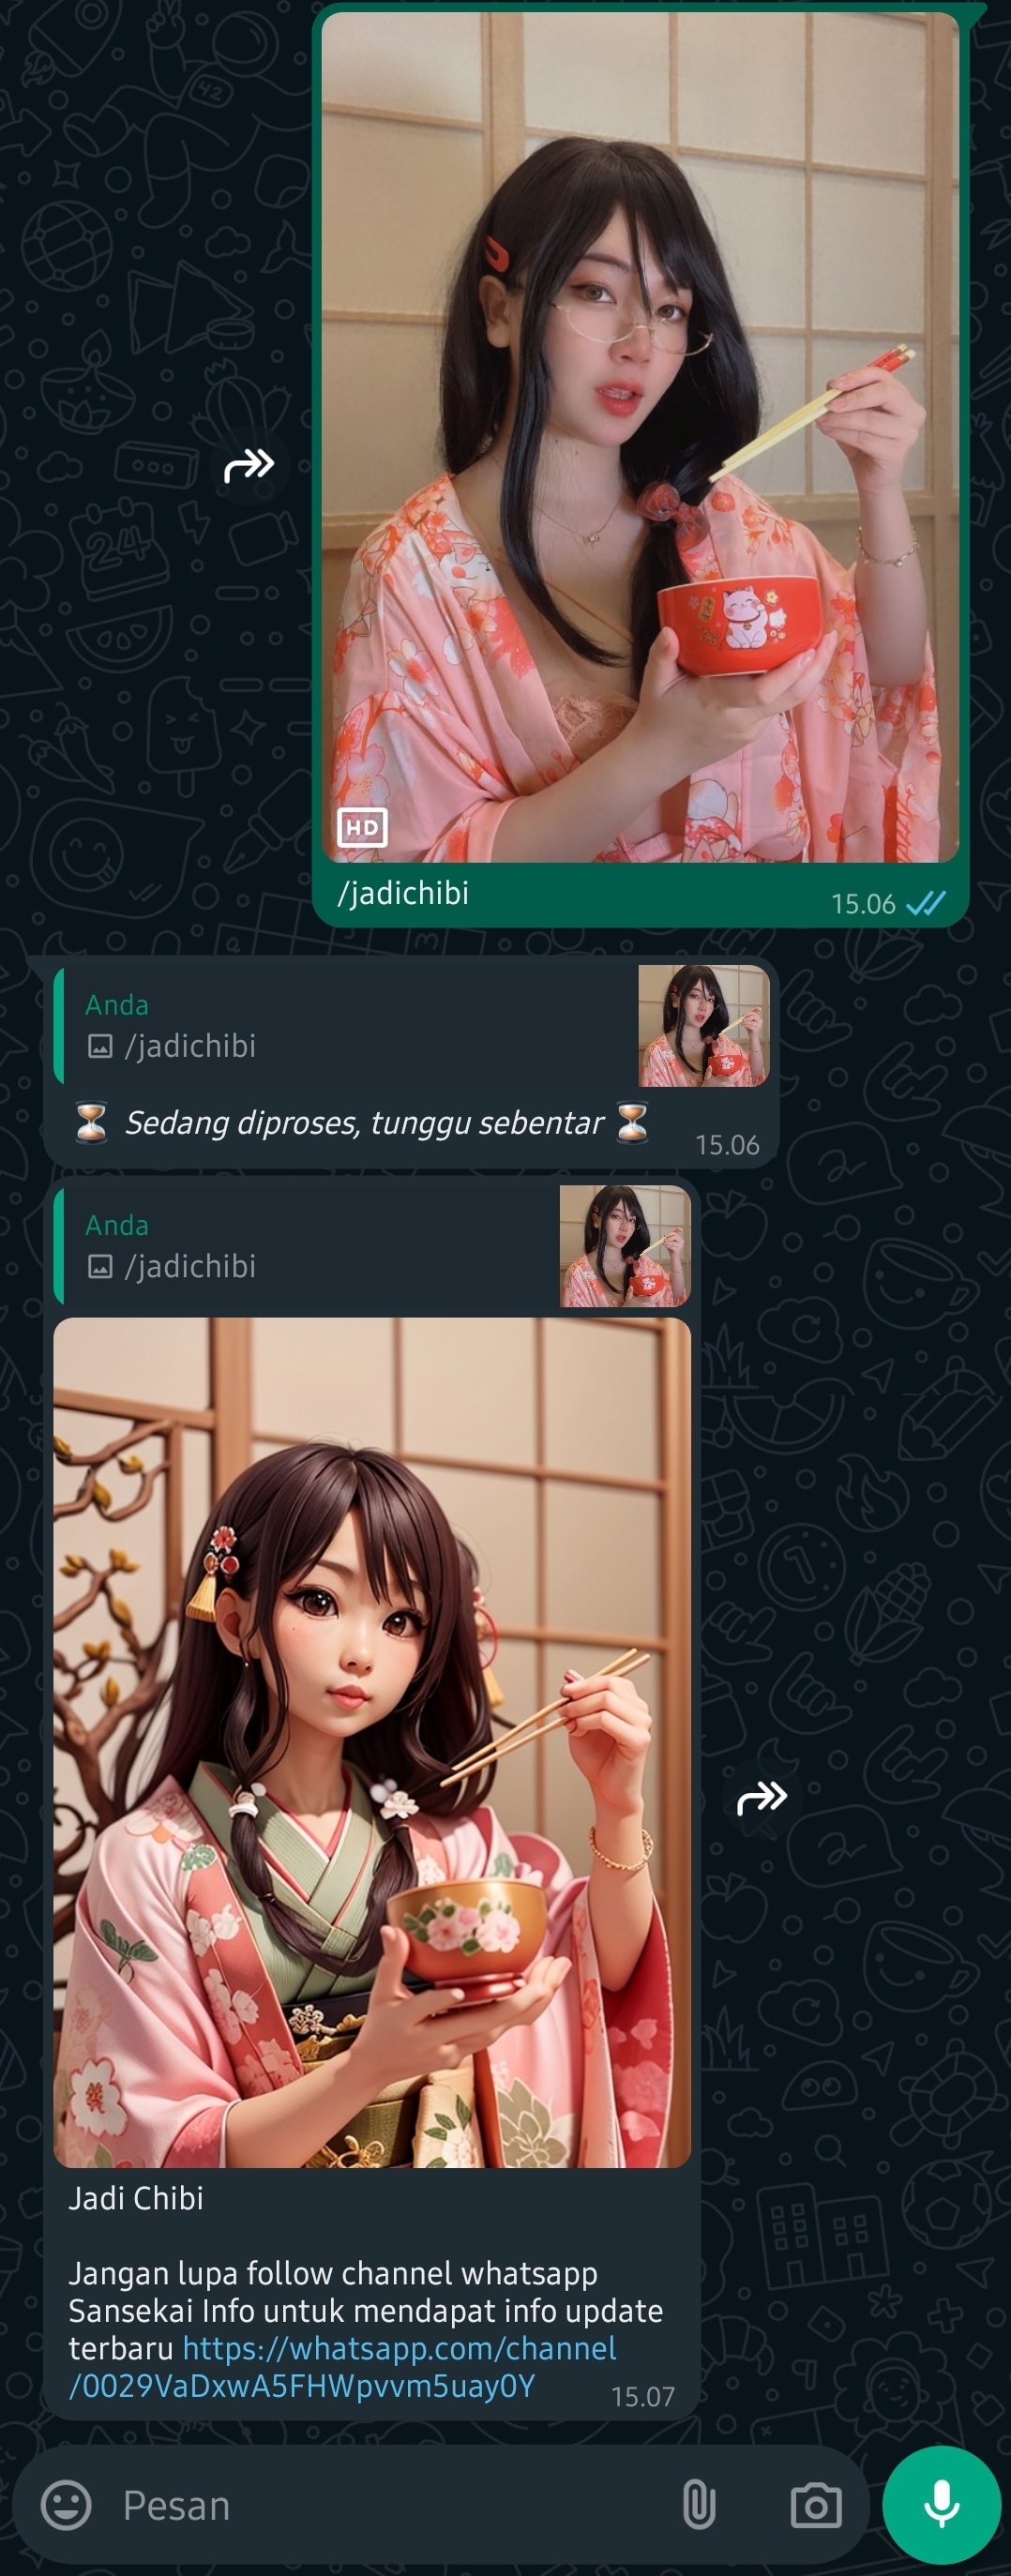 HD
/jadichibi
15.06
Anda
/jadichibi
⏳ Sedang diproses, tunggu sebentar ⏳
15.06
Anda
/jadichibi
Jadi Chibi
Jangan lupa follow channel whatsapp
Sansekai Info untuk mendapat info update
terbaru https://whatsapp.com/channel
/0029VaDxwA5FHWpvvm5uay0Y
15.07
Pesan